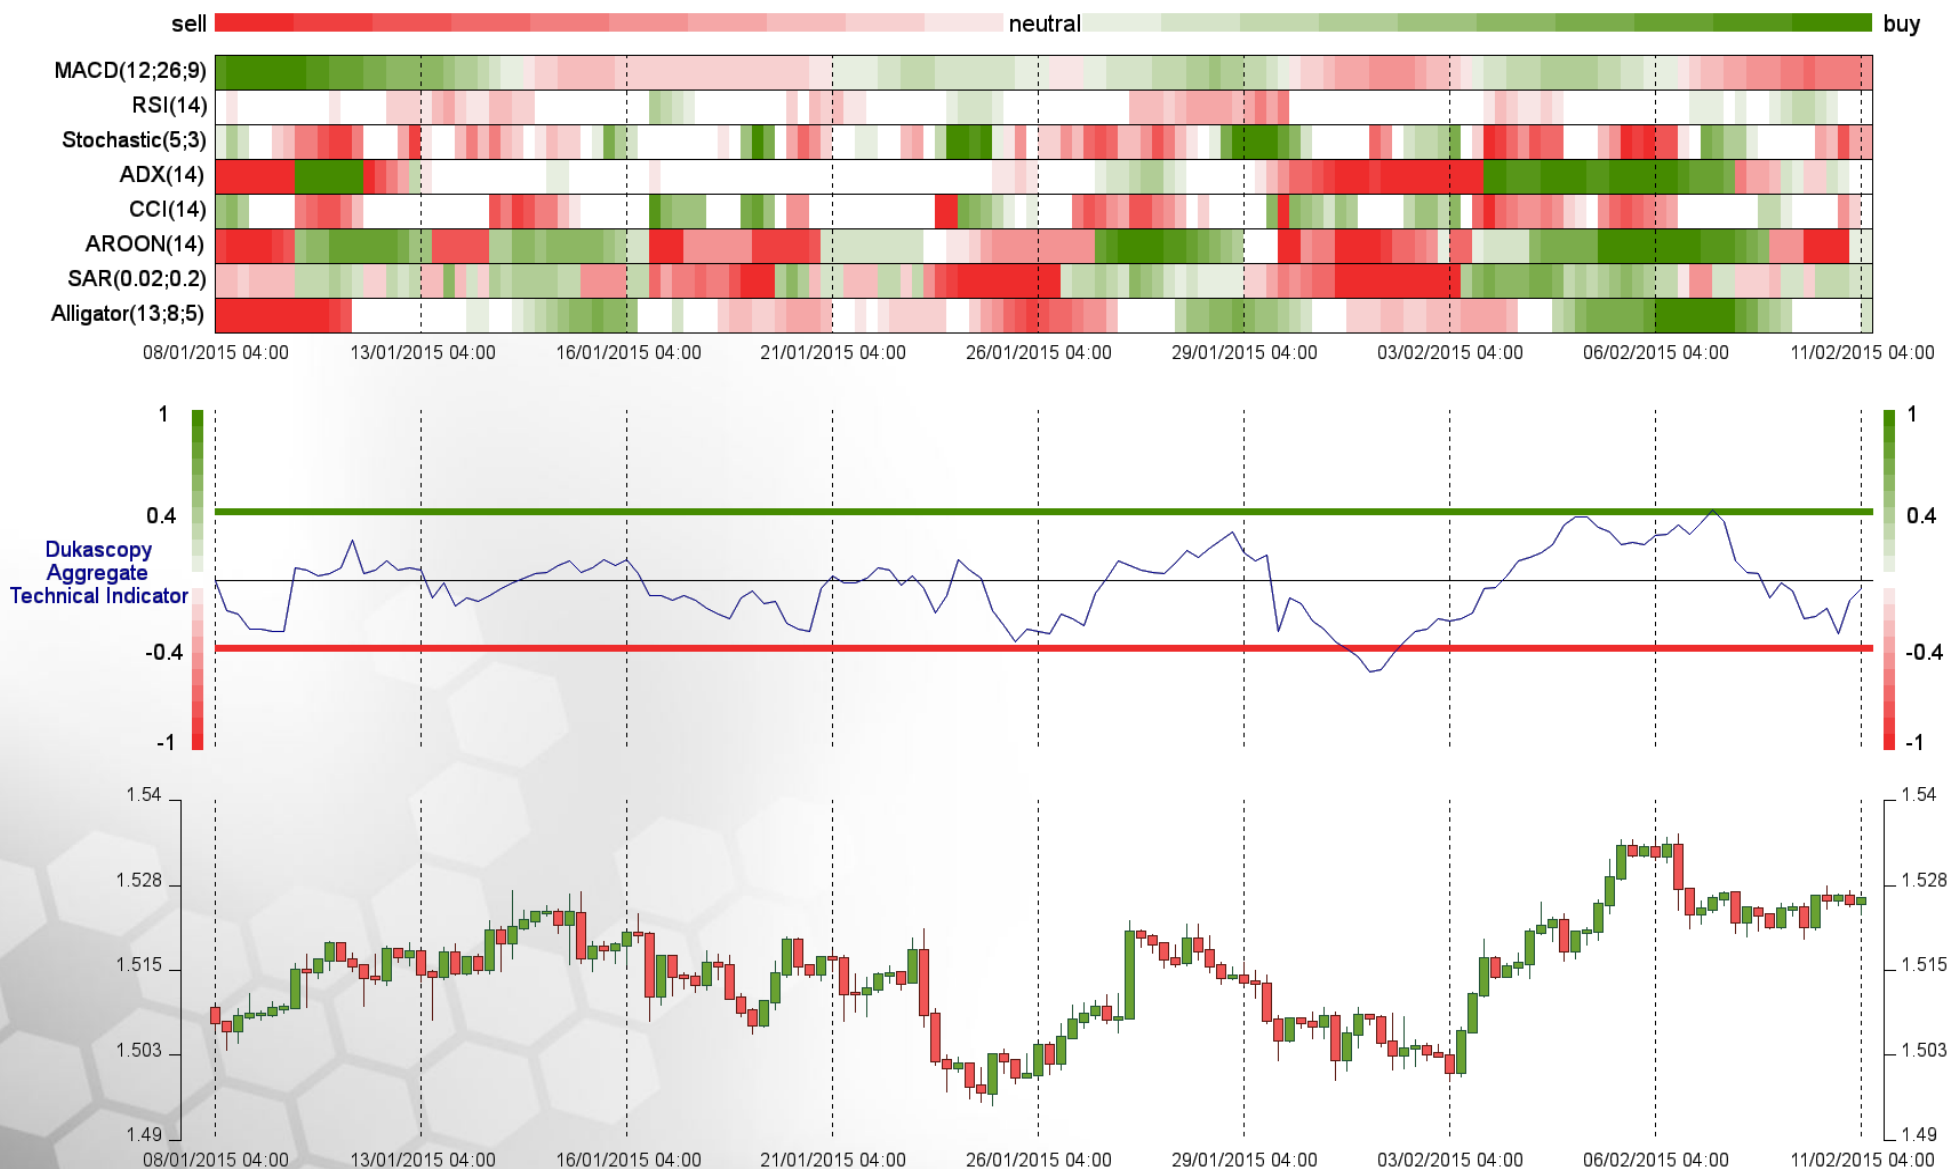 sell neutral buy
MACD(12;26;9)
RSI(14)
Stochastic(5;3)
ADX(14)
CCI(14)
AROON(14)
SAR(0.02;0.2)
Alligator(13;8;5)
08/01/2015 04:00 13/01/2015 04:00 16/01/2015 04:00 21/01/2015 04:00 26/01/2015 04:00 29/01/2015 04:00 03/02/2015 04:00 06/02/2015 04:00 11/02/2015 04:00
1 1
0.4 0.4
Dukascopy
Aggregate
Technical Indicator
-0.4 -0.4
-1 -1
1.54 1.54
1.528 1.528
1.515 1.515
1.503 1.503
1.49 1.49
08/01/2015 04:00 13/01/2015 04:00 16/01/2015 04:00 21/01/2015 04:00 26/01/2015 04:00 29/01/2015 04:00 03/02/2015 04:00 06/02/2015 04:00 11/02/2015 04:00